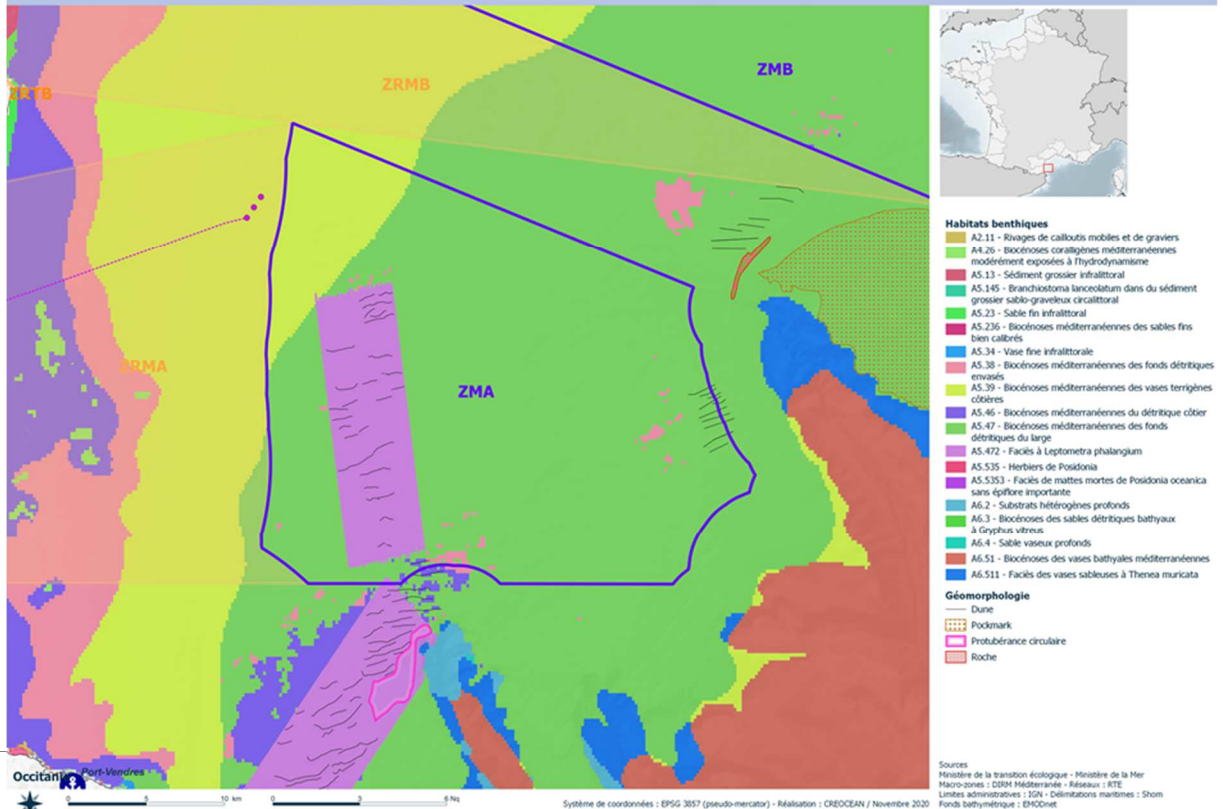 ZRTB
ZRMB
ZMB
ZRMA
ZMA
Occitanie
Port-Vendres
0 5 10 km
0 3 6 Nq
Système de coordonnées : EPSG 3857 (pseudo-mercator) - Réalisation : CREOCEAN / Novembre 2020
Habitats benthiques
A2.11 - Rivages de cailloutis mobiles et de graviers
A4.26 - Biocénoses coralligènes méditerranéennes
modérément exposées à l'hydrodynamisme
A5.13 - Sédiment grossier infralittoral
A5.145 - Branchiostoma lanceolatum dans du sédiment
grossier sablo-graveleux circalittoral
A5.23 - Sable fin infralittoral
A5.236 - Biocénoses méditerranéennes des sables fins
bien calibrés
A5.34 - Vase fine infralittorale
A5.38 - Biocénoses méditerranéennes des fonds détritiques
envasés
A5.39 - Biocénoses méditerranéennes des vases terrigènes
côtières
A5.46 - Biocénoses méditerranéennes du détritique côtier
A5.47 - Biocénoses méditerranéennes des fonds
détritiques du large
A5.472 - Faciès à Leptometra phalangium
A5.535 - Herbiers de Posidonia
A5.5353 - Faciès de mattes mortes de Posidonia oceanica
sans épiflore importante
A6.2 - Substrats hétérogènes profonds
A6.3 - Biocénoses des sables détritiques bathyaux
à Gryphus vitreus
A6.4 - Sable vaseux profonds
A6.51 - Biocénoses des vases bathyales méditerranéennes
A6.511 - Faciès des vases sableuses à Thenea muricata
Géomorphologie
Dune
Pockmark
Protubérance circulaire
Roche
Sources
Ministère de la transition écologique - Ministère de la Mer
Macro-zones : DIRM Méditerranée - Réseaux : RTE
Limites administratives : IGN - Délimitations maritimes : Shom
Fonds bathymétrique : EMODnet